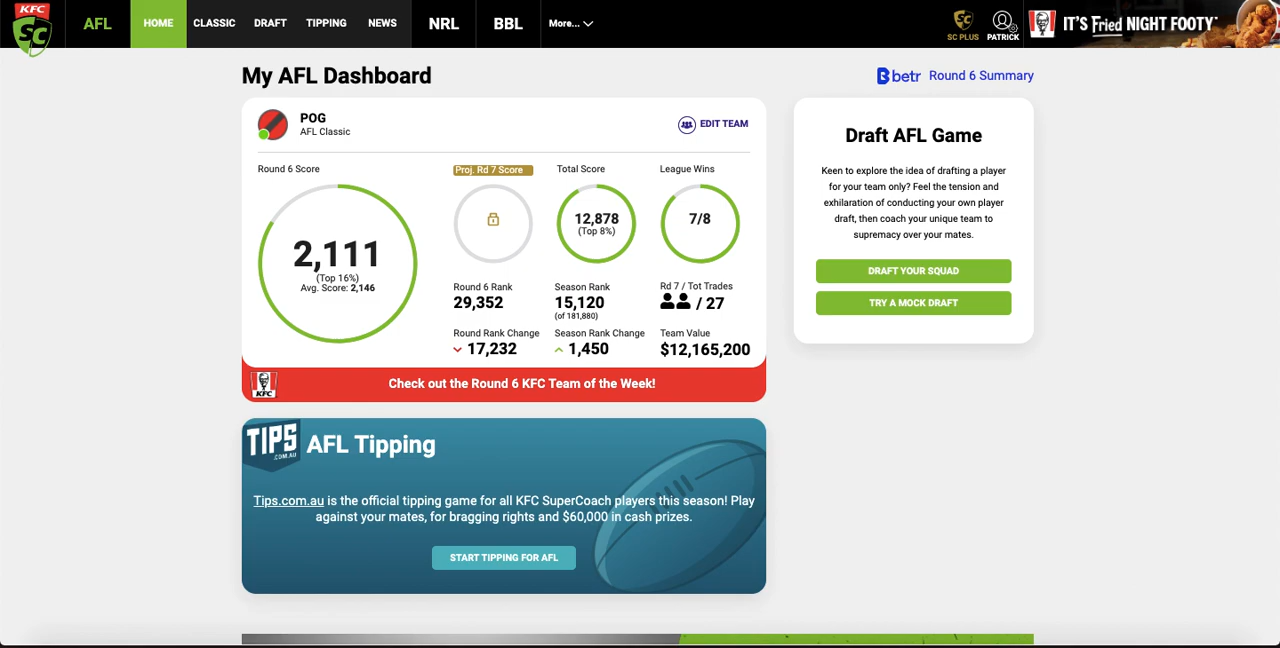 KFC
SC
AFL
HOME
CLASSIC
DRAFT
TIPPING
NEWS
NRL
BBL
More...
SC PLUS
PATRICK
IT'S Fried NIGHT FOOTY
My AFL Dashboard
betr Round 6 Summary
POG
AFL Classic
EDIT TEAM
Round 6 Score
2,111
(Top 16%)
Avg. Score: 2,146
Proj. Rd 7 Score
Total Score
12,878
(Top 8%)
League Wins
7/8
Round 6 Rank
29,352
Season Rank
15,120
(of 181,880)
Rd 7 / Tot Trades
/ 27
Round Rank Change
17,232
Season Rank Change
1,450
Team Value
$12,165,200
KFC
Check out the Round 6 KFC Team of the Week!
Draft AFL Game
Keen to explore the idea of drafting a player
for your team only? Feel the tension and
exhilaration of conducting your own player
draft, then coach your unique team to
supremacy over your mates.
DRAFT YOUR SQUAD
TRY A MOCK DRAFT
TIPS
.COM.AU
AFL Tipping
Tips.com.au is the official tipping game for all KFC SuperCoach players this season! Play
against your mates, for bragging rights and $60,000 in cash prizes.
START TIPPING FOR AFL